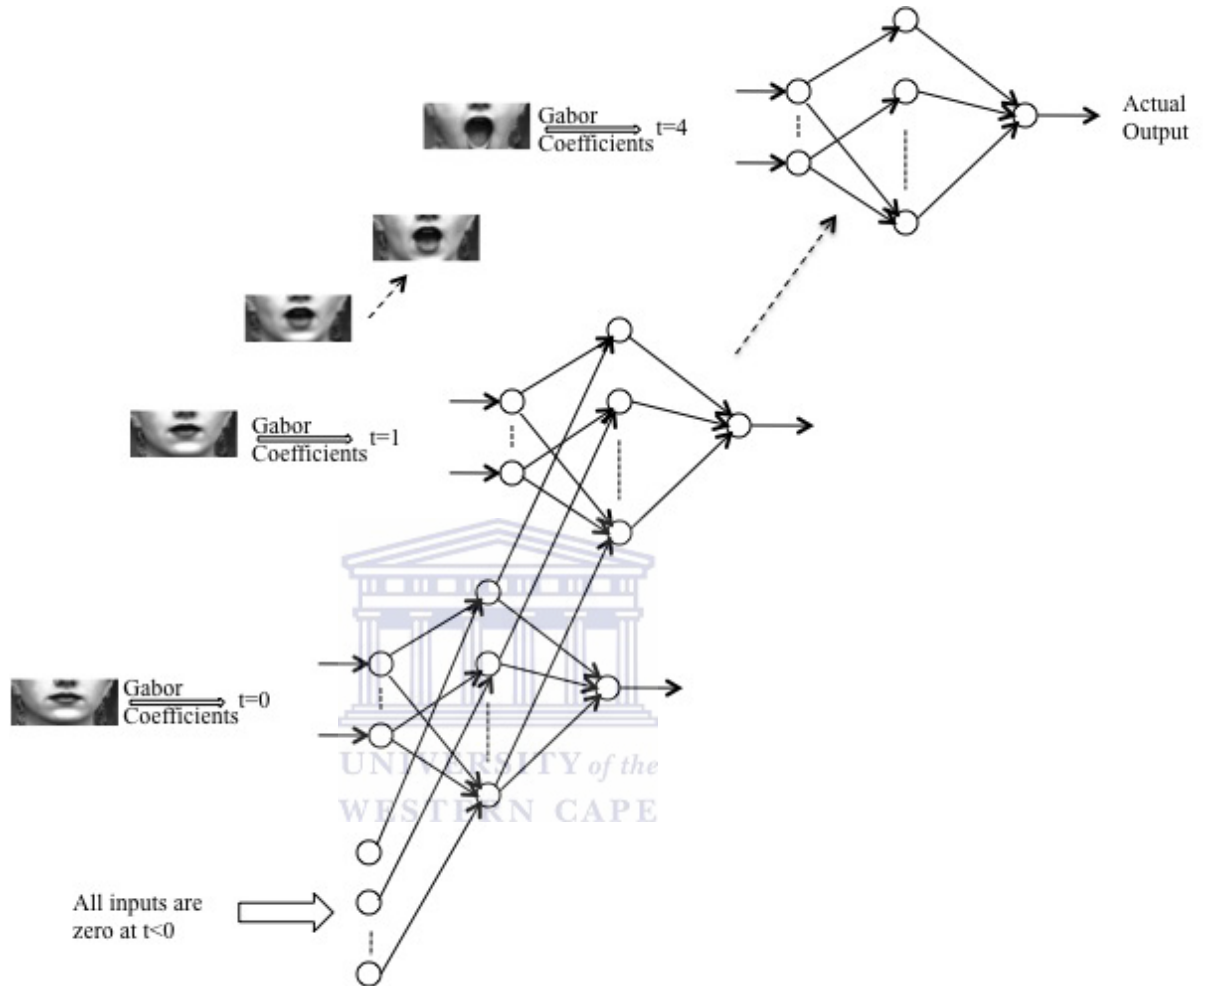 Gabor
Coefficients
t=4
Actual
Output
Gabor
Coefficients
t=1
Gabor
Coefficients
t=0
UNIVERSITY of the
WESTERN CAPE
All inputs are
zero at t<0